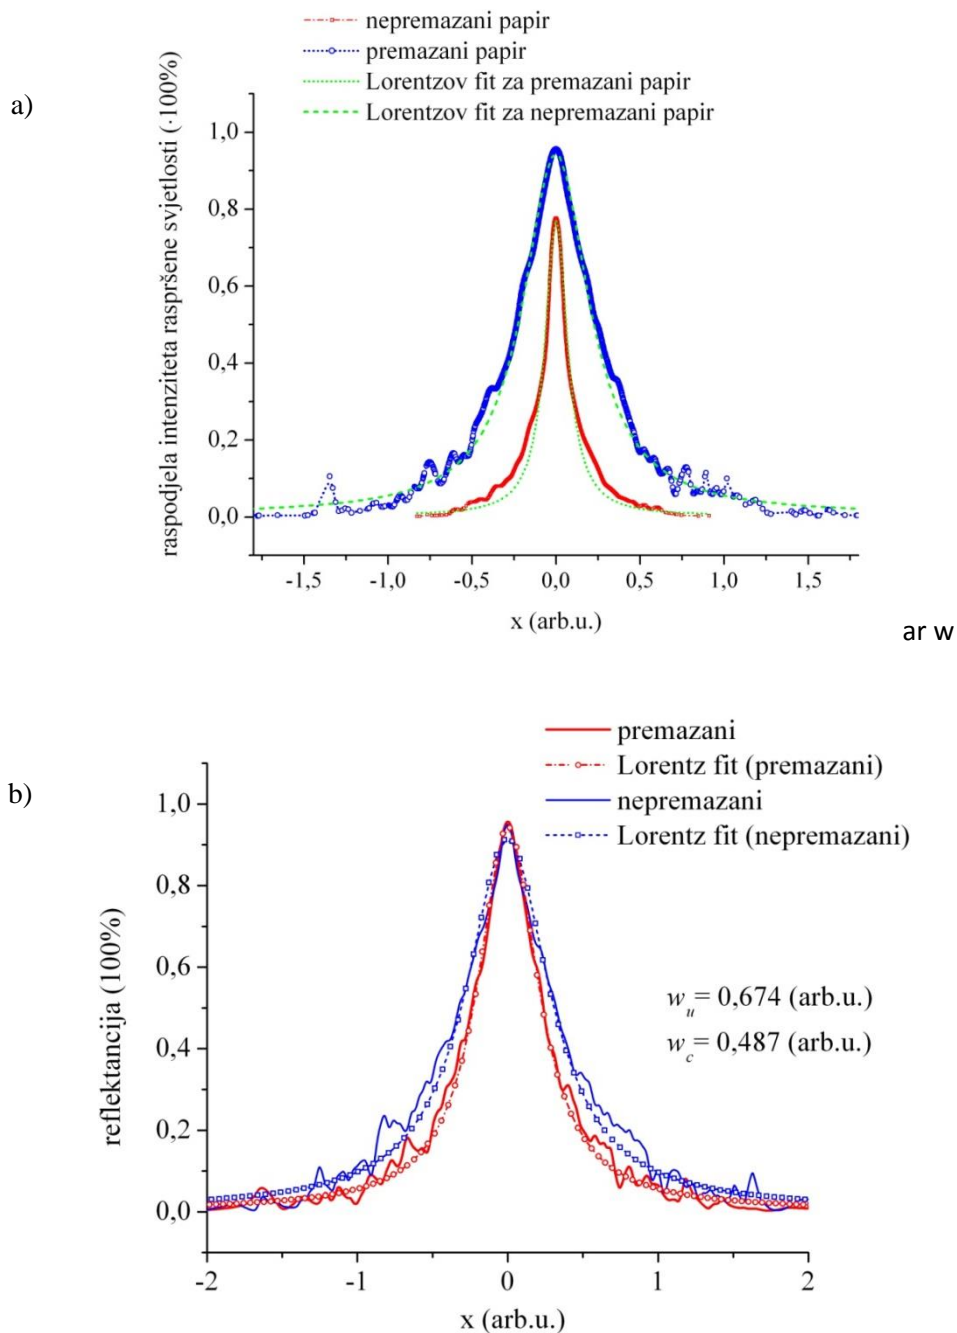 nepremazani papir
premazani papir
Lorentzov fit za premazani papir
Lorentzov fit za nepremazani papir
a)
raspodjela intenziteta raspršene svjetlosti (·100%)
1,0
0,8
0,6
0,4
0,2
0,0
-1,5 -1,0 -0,5 0,0 0,5 1,0 1,5
x (arb.u.)
ar w
b)
premazani
Lorentz fit (premazani)
nepremazani
Lorentz fit (nepremazani)
reflektancija (100%)
1,0
0,8
0,6
0,4
0,2
0,0
w_u= 0,674 (arb.u.)
w_c= 0,487 (arb.u.)
-2 -1 0 1 2
x (arb.u.)